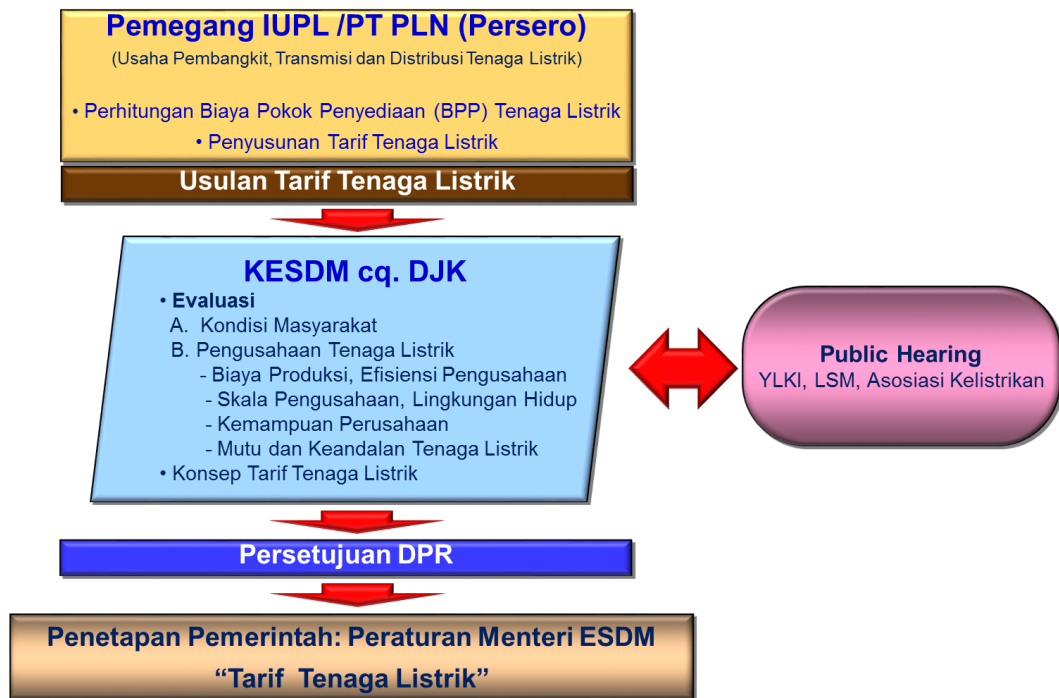 Pemegang IUPL /PT PLN (Persero)
(Usaha Pembangkit, Transmisi dan Distribusi Tenaga Listrik)
• Perhitungan Biaya Pokok Penyediaan (BPP) Tenaga Listrik
• Penyusunan Tarif Tenaga Listrik
Usulan Tarif Tenaga Listrik
KESDM cq. DJK
• Evaluasi
A. Kondisi Masyarakat
B. Pengusahaan Tenaga Listrik
- Biaya Produksi, Efisiensi Pengusahaan
- Skala Pengusahaan, Lingkungan Hidup
- Kemampuan Perusahaan
- Mutu dan Keandalan Tenaga Listrik
• Konsep Tarif Tenaga Listrik
Public Hearing
YLKI, LSM, Asosiasi Kelistrikan
Persetujuan DPR
Penetapan Pemerintah: Peraturan Menteri ESDM
“Tarif Tenaga Listrik”